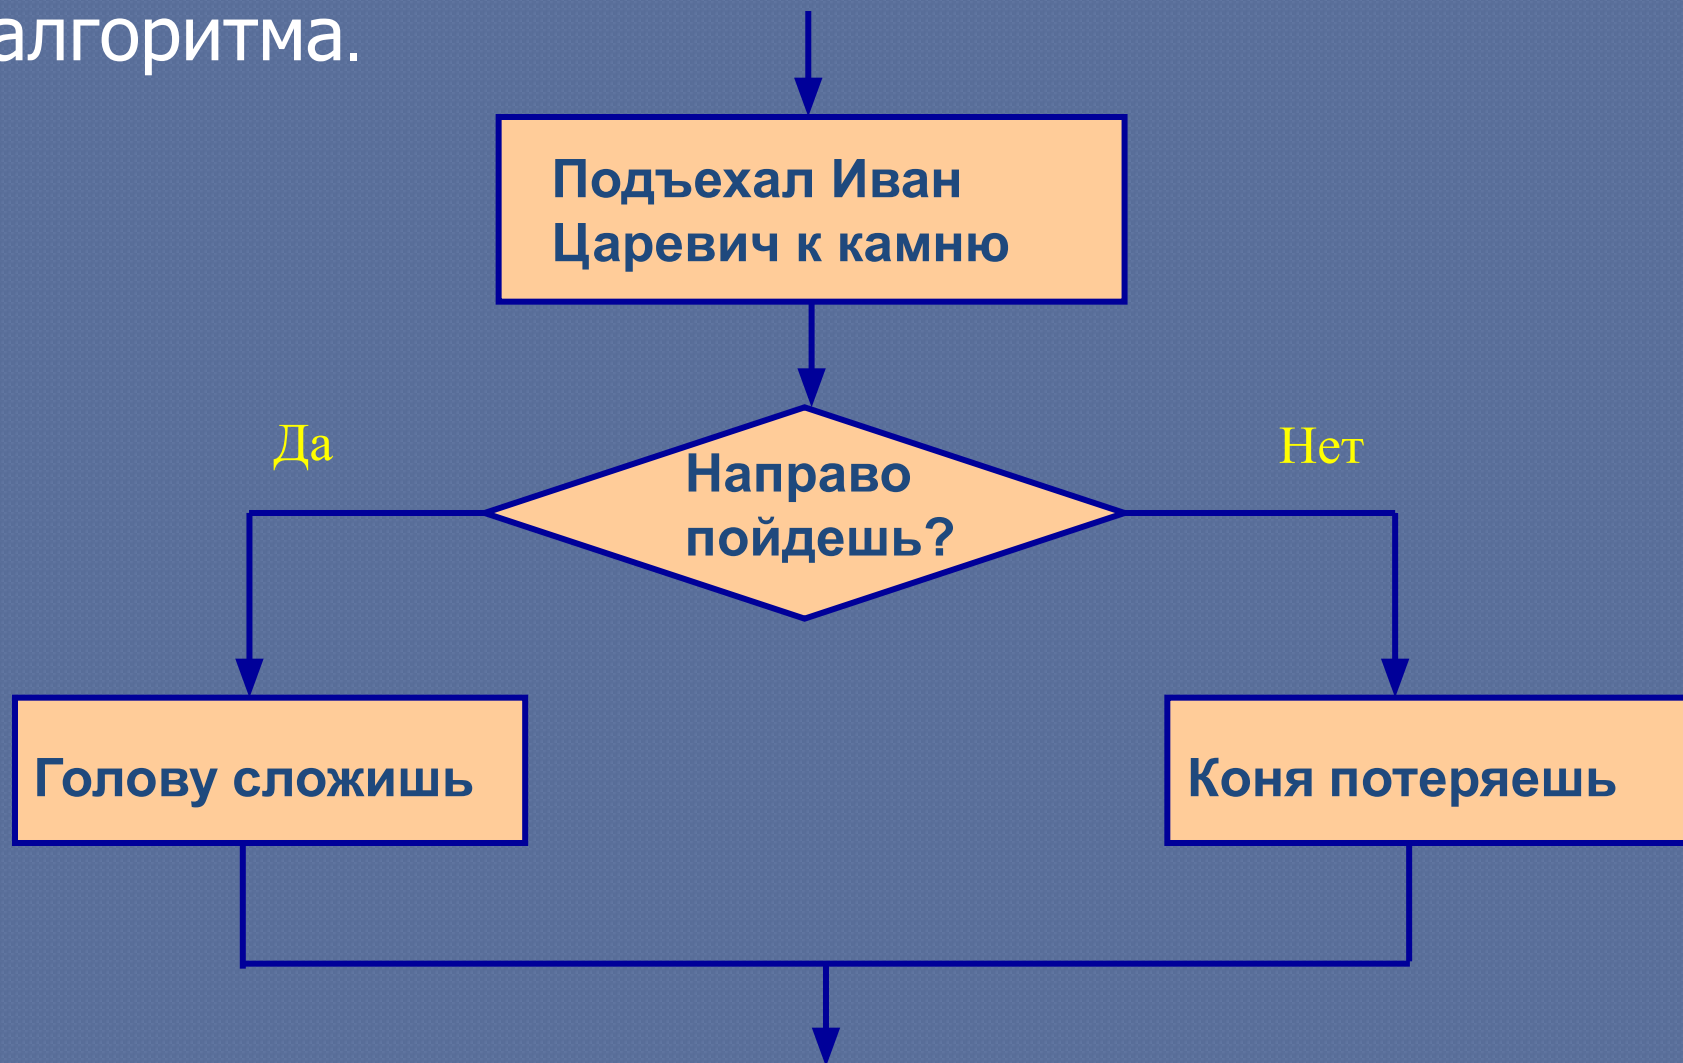 алгоритма.
Подъехал Иван
Царевич к камню
Да
Нет
Направо
пойдешь?
Голову сложишь
Коня потеряешь